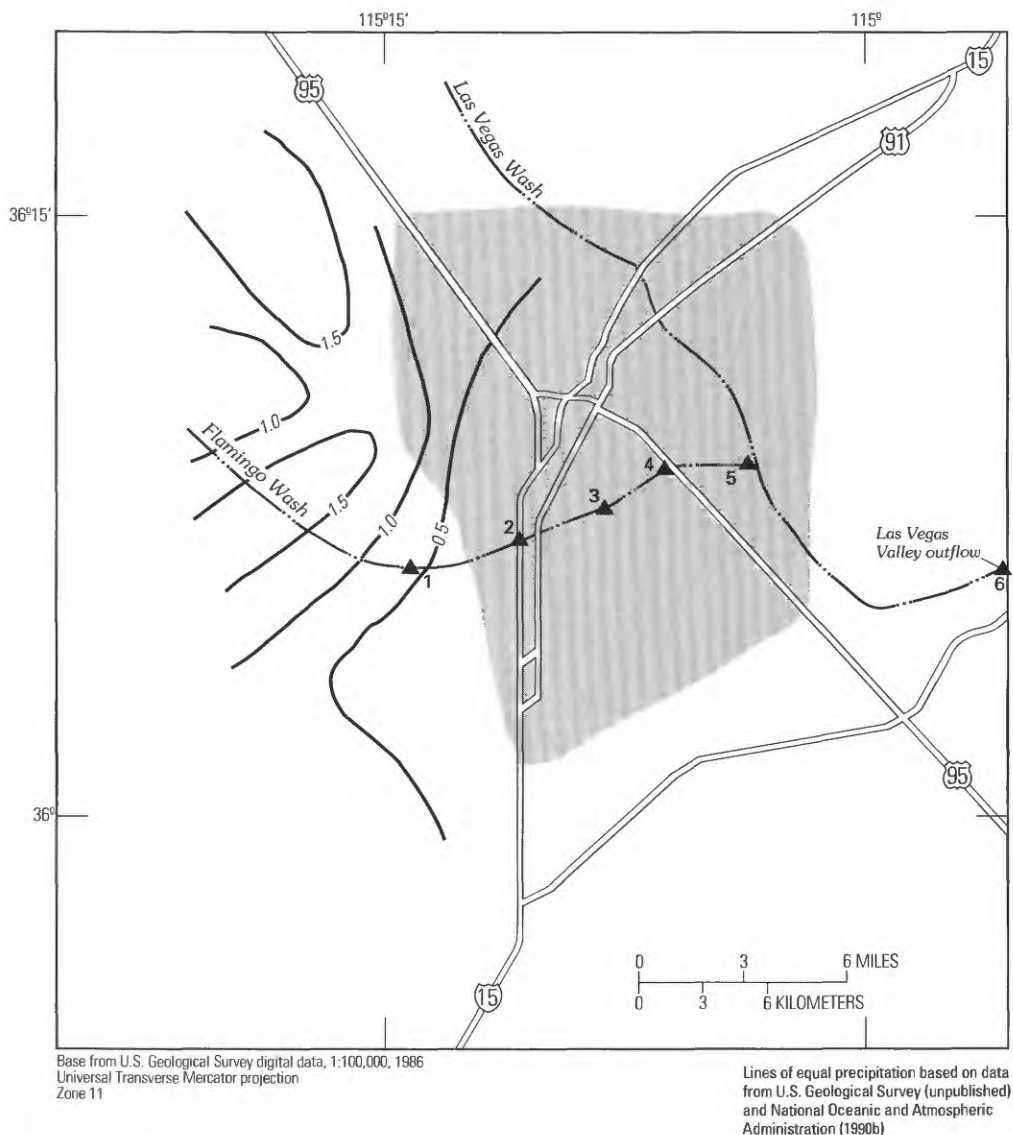 115º15'
115º
95
15
91
Las Vegas Wash
36º15'
1.5
1.0
Flamingo Wash
1.5
1.0
0.5
1
2
3
4
5
Las Vegas
Valley outflow
6
36º
95
0 3 6 MILES
0 3 6 KILOMETERS
15
Base from U.S. Geological Survey digital data, 1:100,000, 1986
Universal Transverse Mercator projection
Zone 11
Lines of equal precipitation based on data
from U.S. Geological Survey (unpublished)
and National Oceanic and Atmospheric
Administration (1990b)